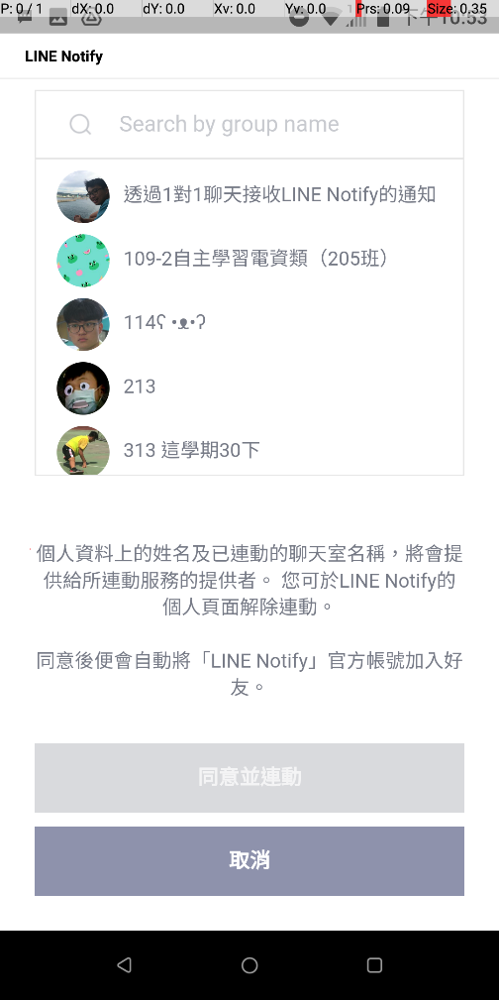 P: 0 / 1 dX: 0.0 dY: 0.0 Xv: 0.0 Yv: 0.0 Prs: 0.09 Size: 0.35
下午10:53
LINE Notify
Search by group name
透過1對1聊天接收LINE Notify的通知
109-2自主學習電資類（205班）
114ʕ •ᴥ•ʔ
213
313 這學期30下
個人資料上的姓名及已連動的聊天室名稱，將會提
供給所連動服務的提供者。 您可於LINE Notify的
個人頁面解除連動。
同意後便會自動將「LINE Notify」官方帳號加入好
友。
同意並連動
取消